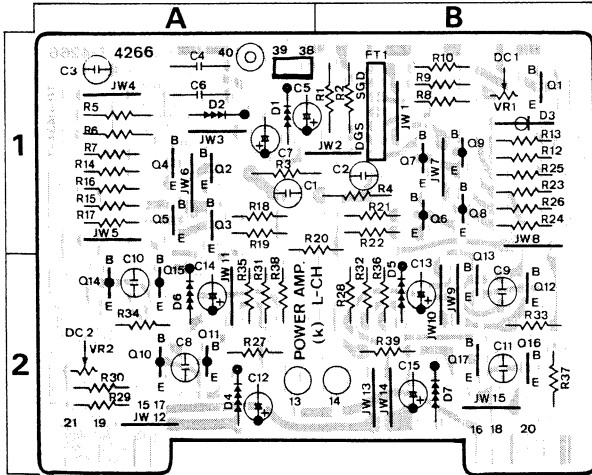 A B
1
2
4266
C3
JW4
C4
C6
40
39 38
FT1
SGD
DGS
R10
R9
R8
DC1
VR1
B
E
Q1
D3
R5
R6
R7
R14
R16
R15
R17
JW5
D2
JW3
D1
C5
C7
R1
R2
JW2
JW1
R3
C1
C2
R4
Q4
B
E
Q5
B
E
JW6
B
E
Q2
B
E
Q3
R18
R19
R20
R21
R22
B
Q7
E
B
Q6
E
JW7
B
Q9
E
B
Q8
E
R13
R12
R25
R23
R26
R24
JW8
Q14
B
E
C10
B
Q15
E
C14
D6
JW11
R35
R31
R38
POWER AMP.
(k) L-CH
R28
R32
R36
D5
C13
JW10
JW9
Q13
B
E
C9
B
Q12
E
R34
R33
DC2
VR2
B
Q10
E
C8
Q11
B
E
R27
R39
Q17
B
E
C11
Q16
B
E
R37
R30
R29
21 19
15 17
JW12
D4
C12
13
14
JW13
JW14
C15
D7
JW15
16 18 20